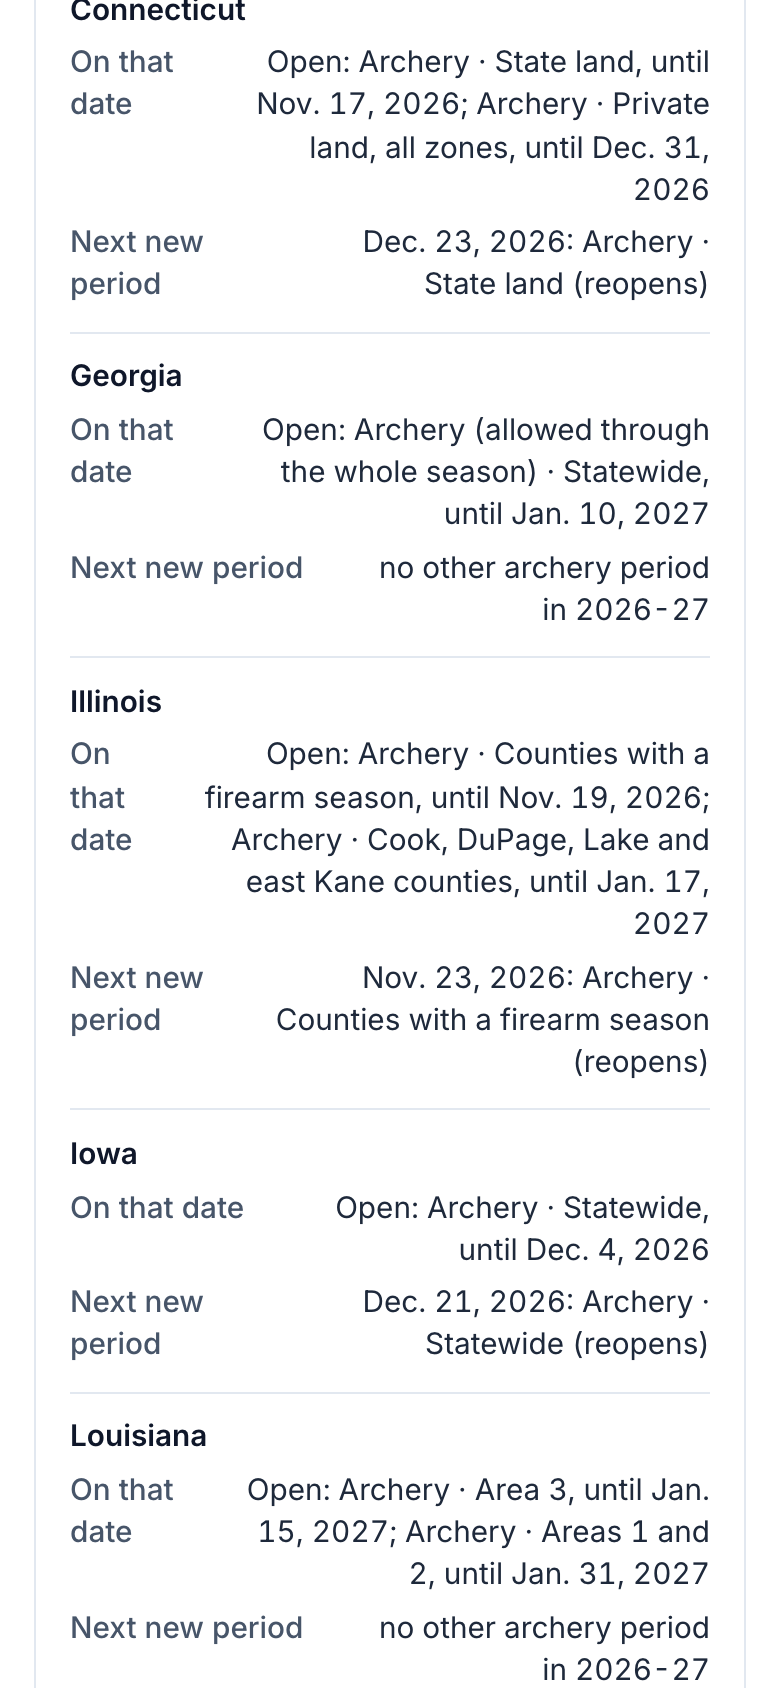 Connecticut
On that date
Open: Archery · State land, until
Nov. 17, 2026; Archery · Private
land, all zones, until Dec. 31,
2026
Next new period
Dec. 23, 2026: Archery ·
State land (reopens)
Georgia
On that date
Open: Archery (allowed through
the whole season) · Statewide,
until Jan. 10, 2027
Next new period
no other archery period
in 2026-27
Illinois
On that date
Open: Archery · Counties with a
firearm season, until Nov. 19, 2026;
Archery · Cook, DuPage, Lake and
east Kane counties, until Jan. 17,
2027
Next new period
Nov. 23, 2026: Archery ·
Counties with a firearm season
(reopens)
Iowa
On that date
Open: Archery · Statewide,
until Dec. 4, 2026
Next new period
Dec. 21, 2026: Archery ·
Statewide (reopens)
Louisiana
On that date
Open: Archery · Area 3, until Jan.
15, 2027; Archery · Areas 1 and
2, until Jan. 31, 2027
Next new period
no other archery period
in 2026-27